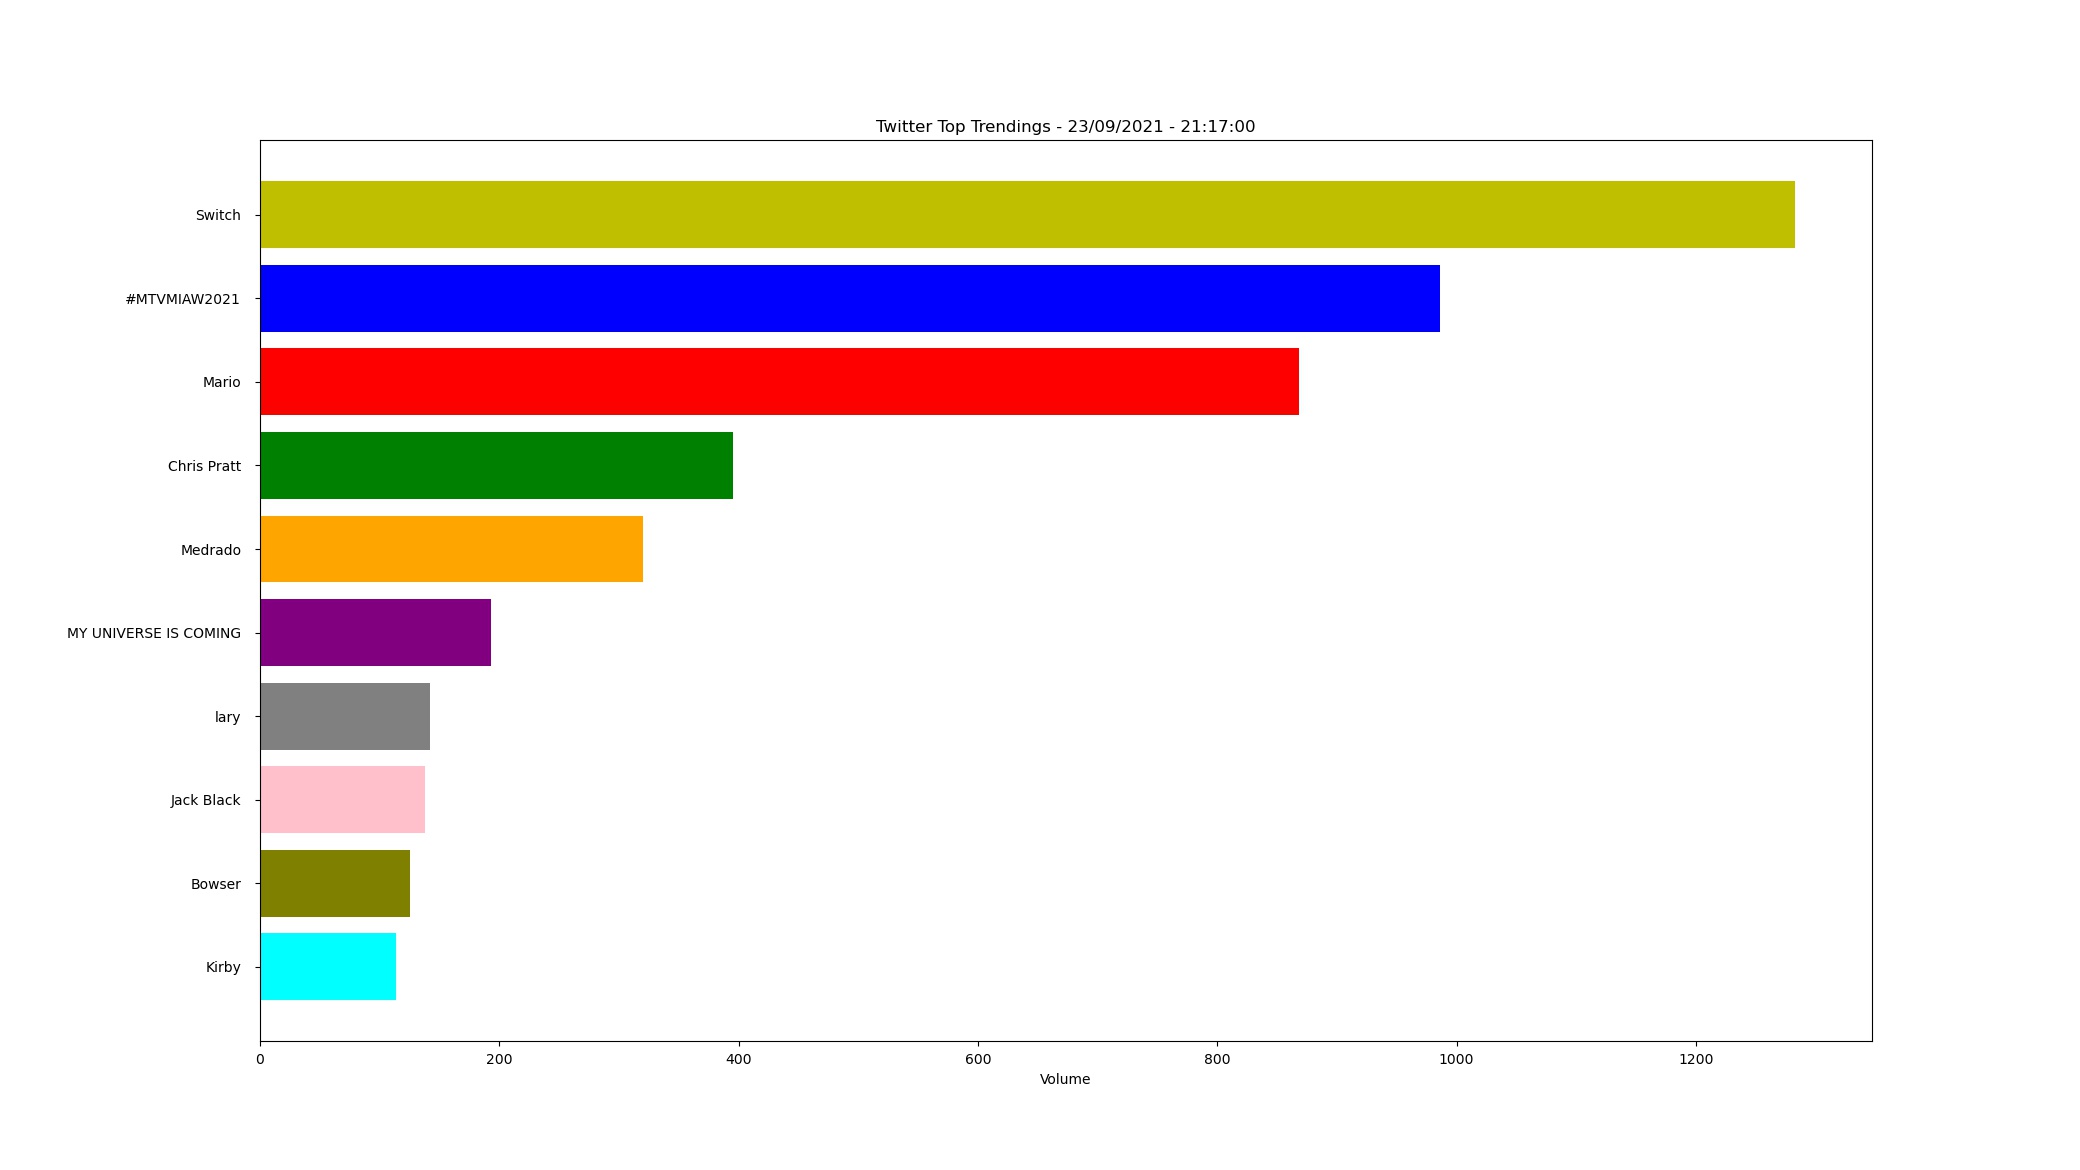 Twitter Top Trendings - 23/09/2021 - 21:17:00
Switch
#MTVMIAW2021
Mario
Chris Pratt
Medrado
MY UNIVERSE IS COMING
lary
Jack Black
Bowser
Kirby
0 200 400 600 800 1000 1200
Volume